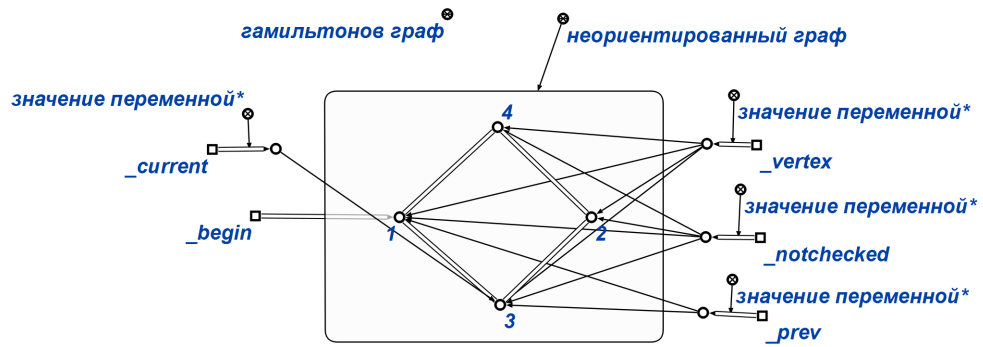 гамильтонов граф
неориентированный граф
значение переменной*
_current
_begin
4
1
2
3
значение переменной*
_vertex
значение переменной*
_notchecked
значение переменной*
_prev